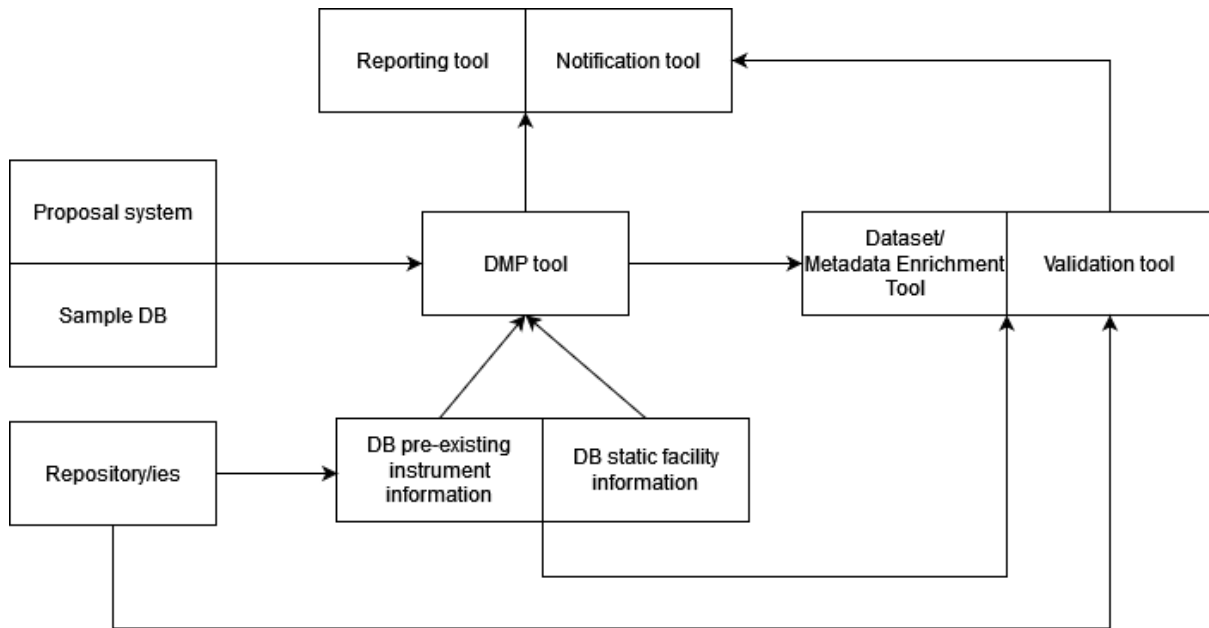 Reporting tool
Notification tool
Proposal system
Sample DB
DMP tool
Dataset/
Metadata Enrichment
Tool
Validation tool
Repository/ies
DB pre-existing
instrument
information
DB static facility
information